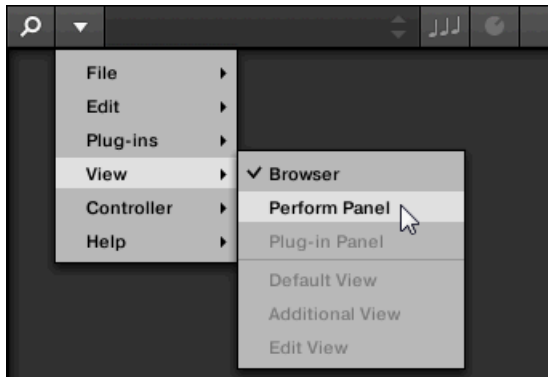 File
Edit
Plug-ins
View
Controller
Help
Browser
Perform Panel
Plug-in Panel
Default View
Additional View
Edit View